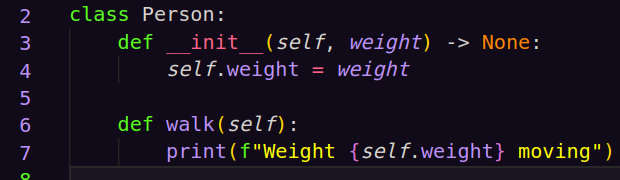 2 class Person:
3     def __init__(self, weight) -> None:
4         self.weight = weight
5
6     def walk(self):
7         print(f"Weight {self.weight} moving")
8